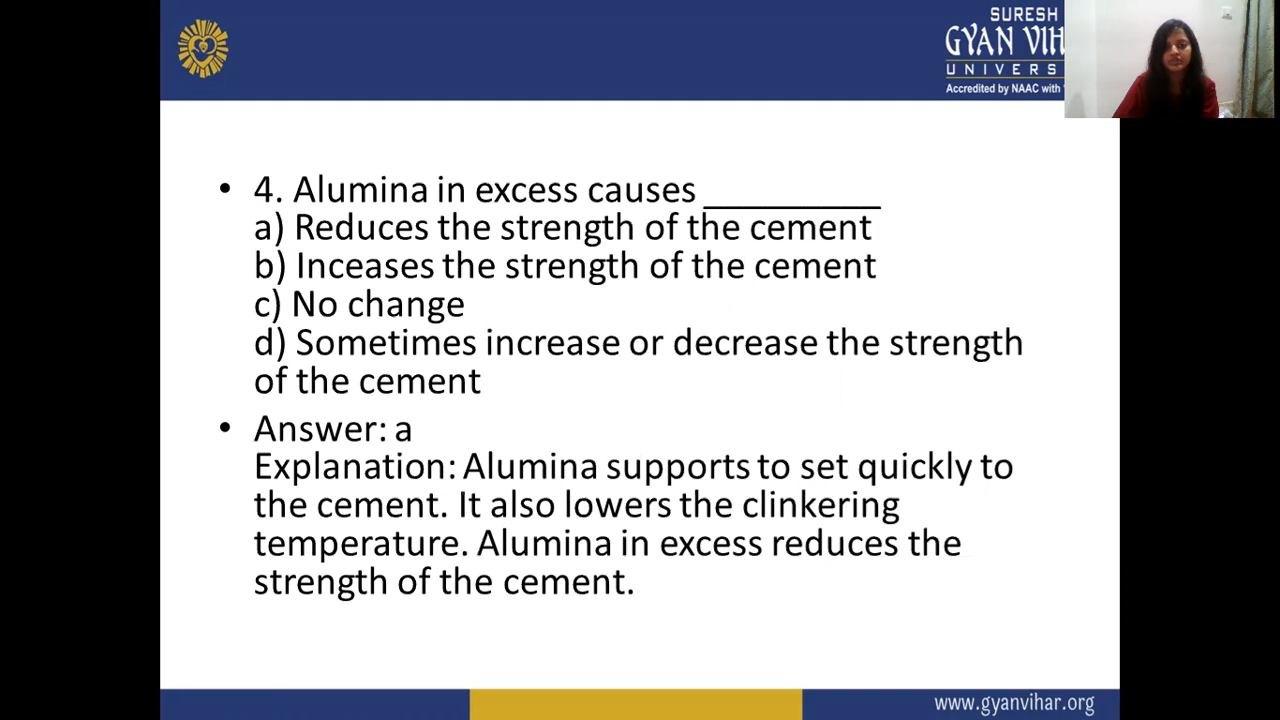 SURESH
GYAN VIH
UNIVERS
Accredited by NAAC with
• 4. Alumina in excess causes _________
a) Reduces the strength of the cement
b) Inceases the strength of the cement
c) No change
d) Sometimes increase or decrease the strength
of the cement
• Answer: a
Explanation: Alumina supports to set quickly to
the cement. It also lowers the clinkering
temperature. Alumina in excess reduces the
strength of the cement.
www.gyanvihar.org